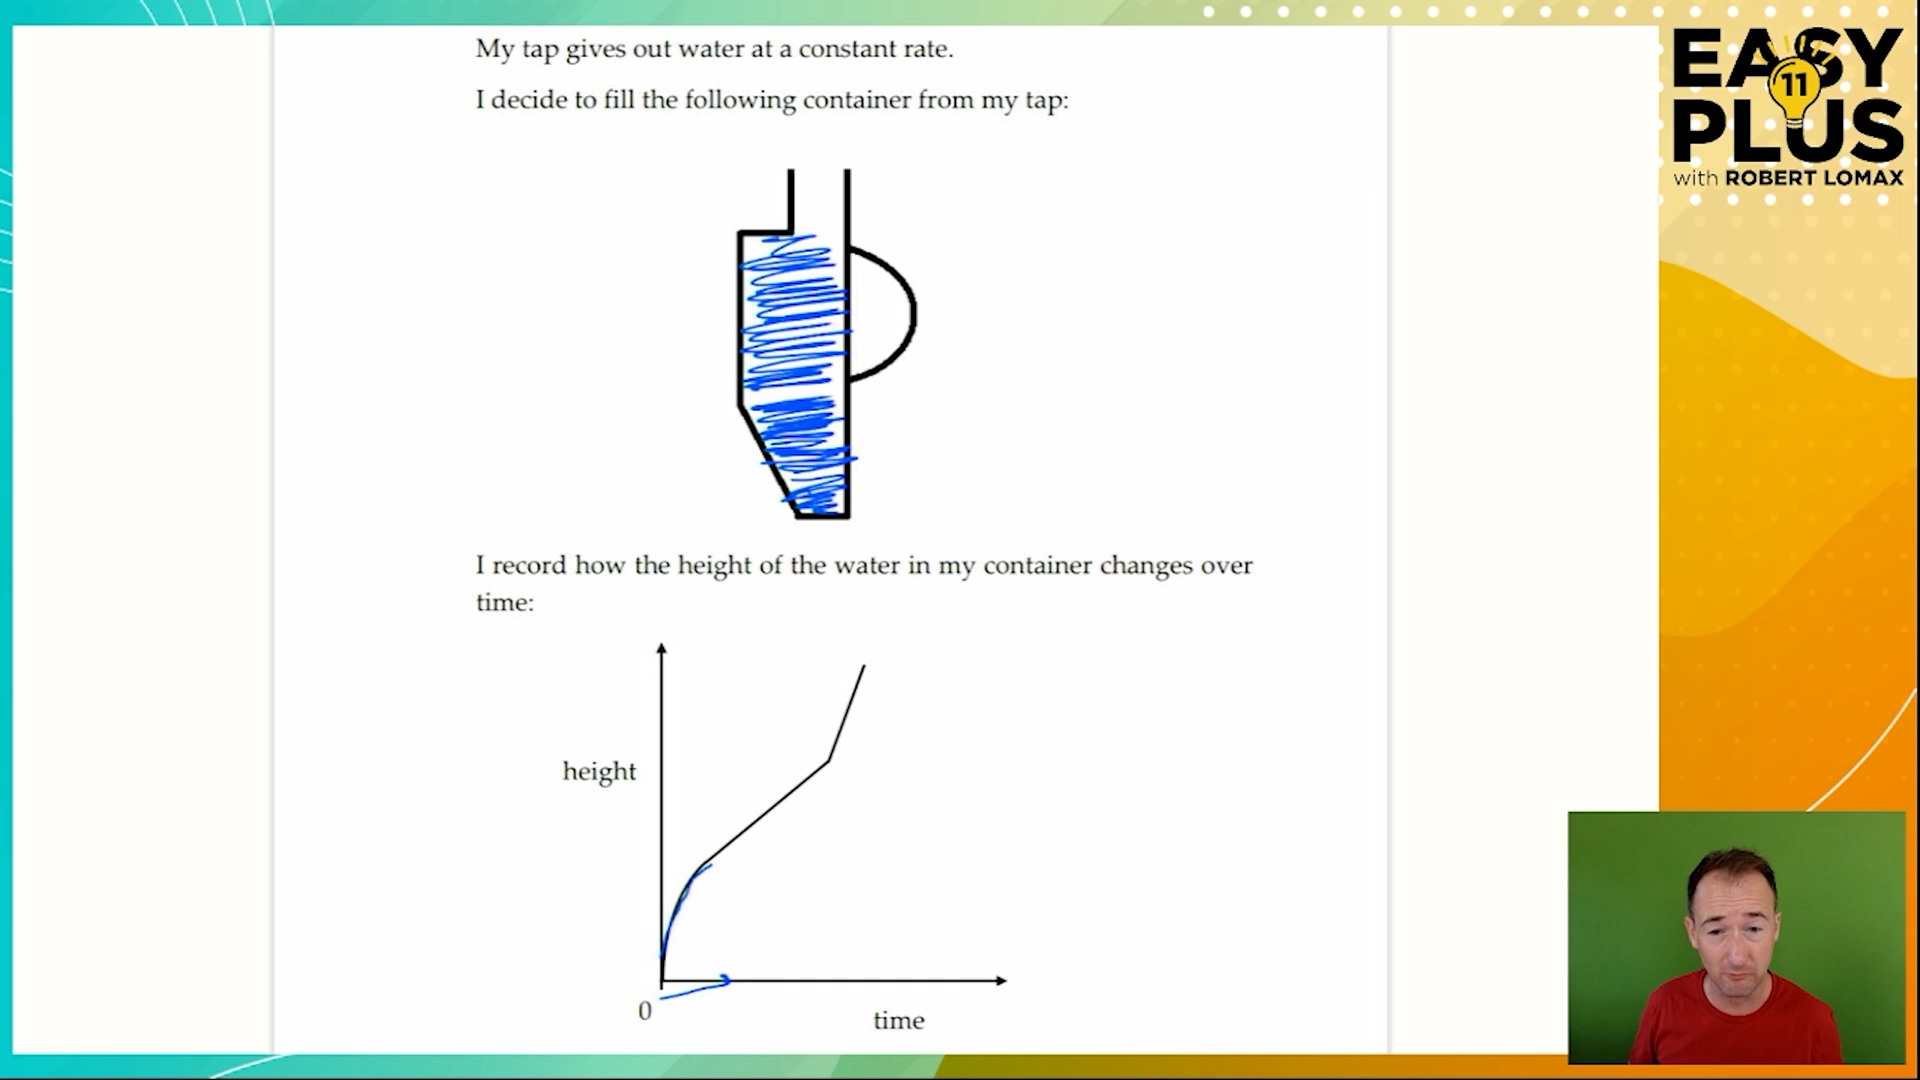 My tap gives out water at a constant rate.
I decide to fill the following container from my tap:
I record how the height of the water in my container changes over
time:
height
0
time
EASY
11
PLUS
with ROBERT LOMAX